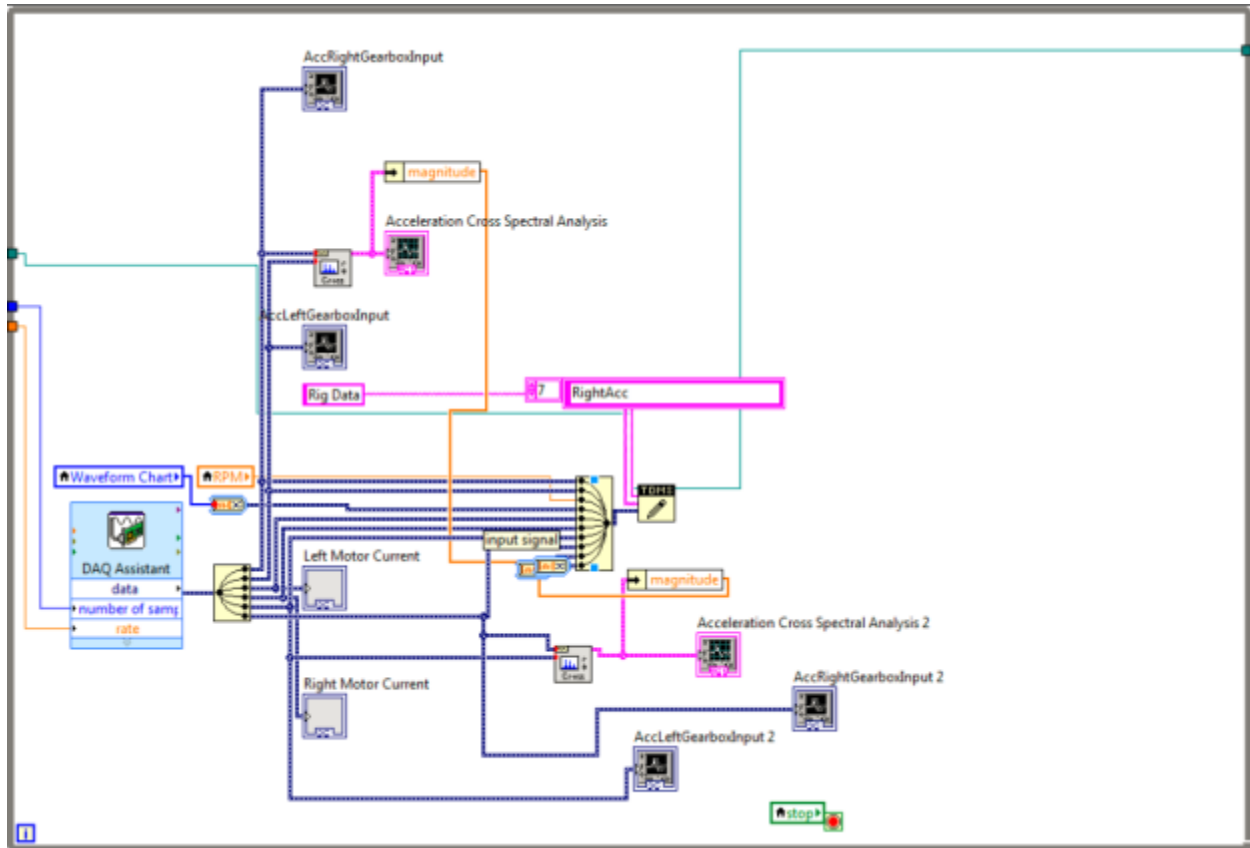 AccRightGearboxInput
magnitude
Acceleration Cross Spectral Analysis
Cross
AccLeftGearboxInput
Rig Data
7
RightAcc
Waveform Chart
RPM
TDMS
DAQ Assistant
data
number of samp
rate
input signal
Left Motor Current
magnitude
Acceleration Cross Spectral Analysis 2
Cross
Right Motor Current
AccRightGearboxInput 2
AccLeftGearboxInput 2
stop
i